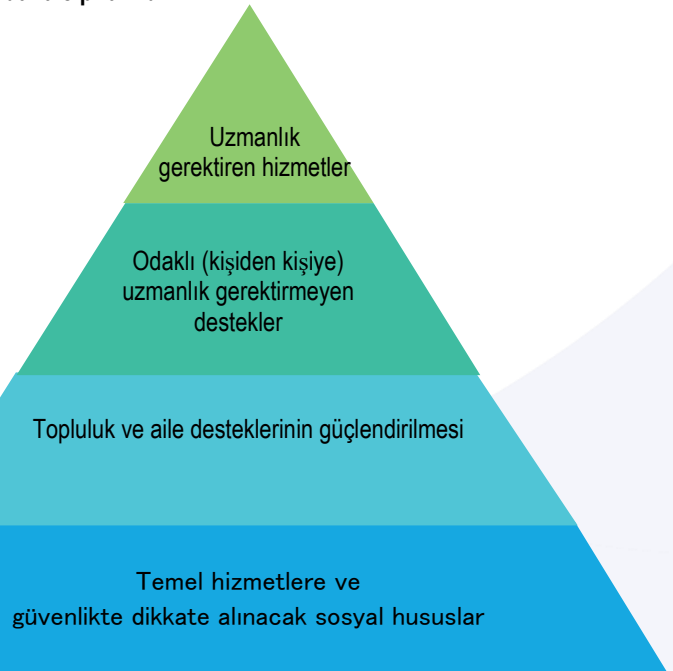 Uzmanlık
gerektiren hizmetler
Odaklı (kişiden kişiye)
uzmanlık gerektirmeyen
destekler
Topluluk ve aile desteklerinin güçlendirilmesi
Temel hizmetlere ve
güvenlikte dikkate alınacak sosyal hususlar